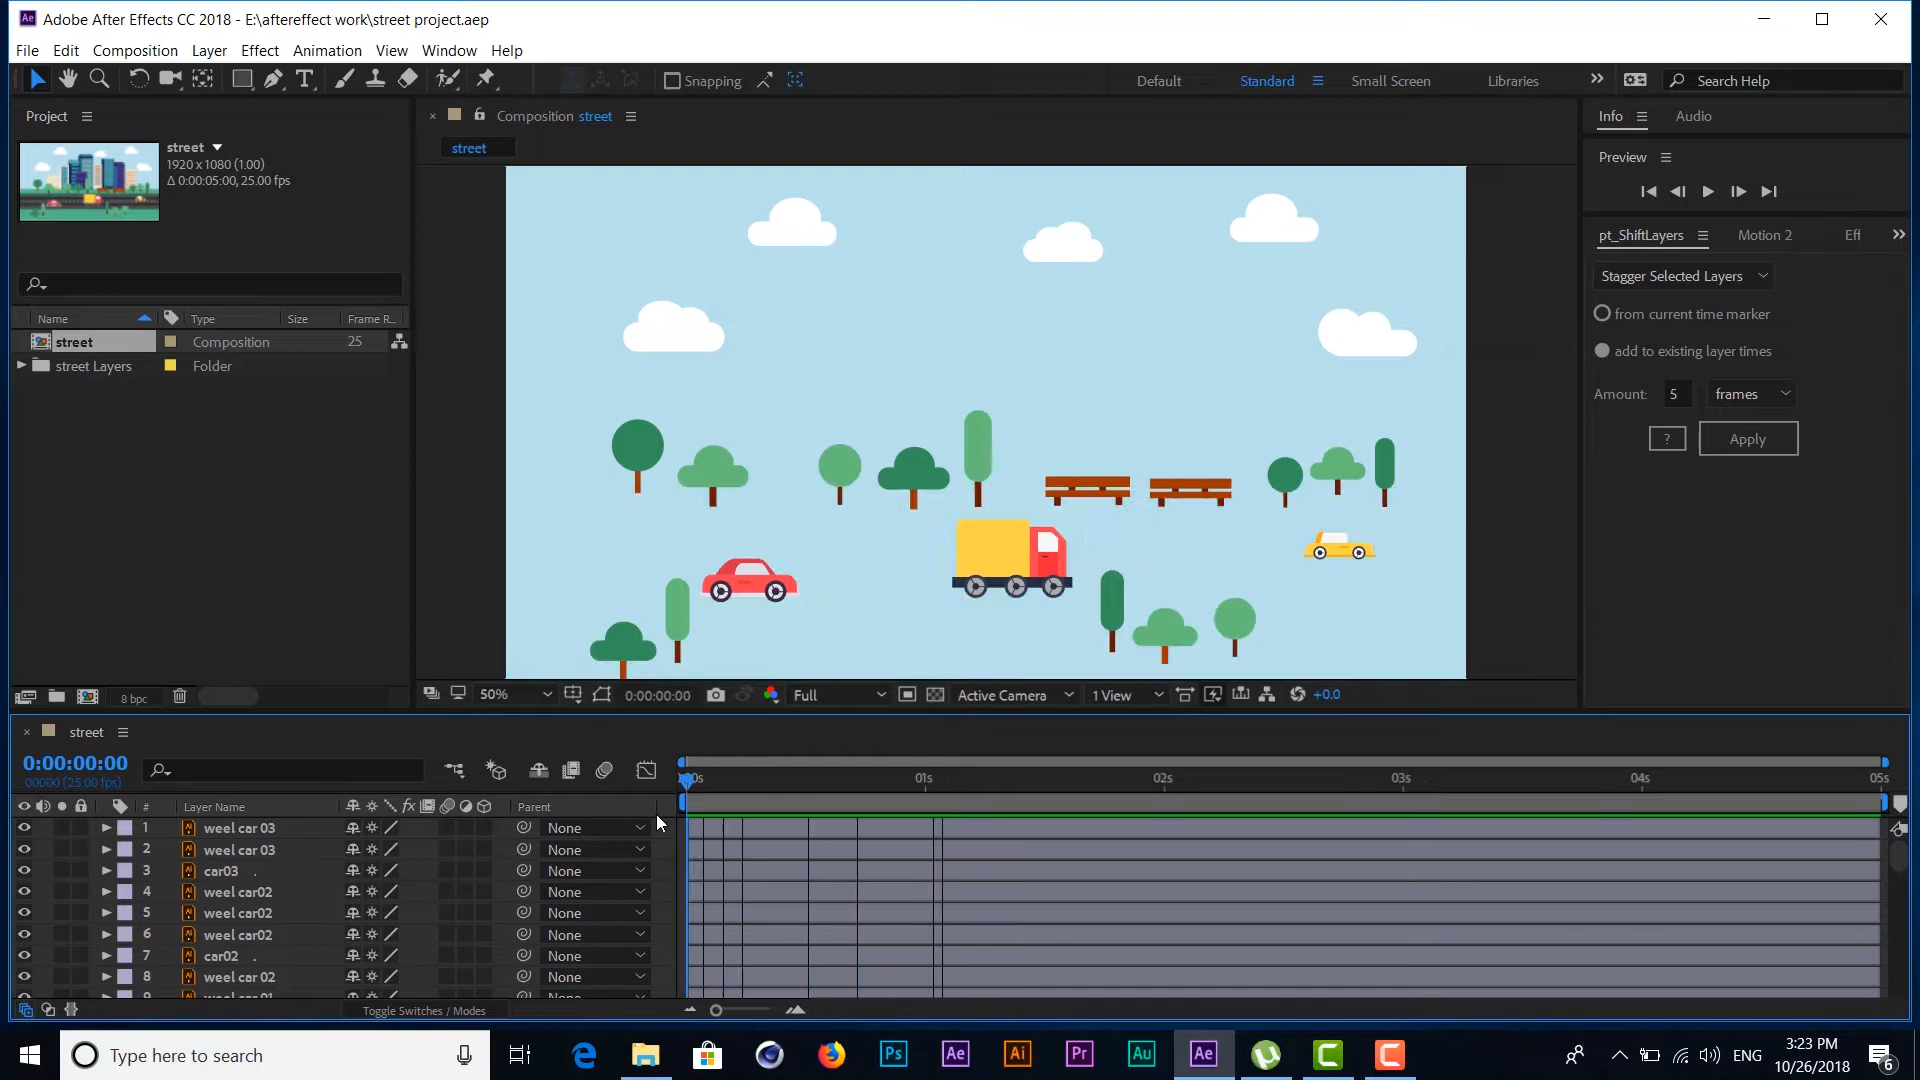 Adobe After Effects CC 2018 - E:\aftereffect work\street project.aep
File Edit Composition Layer Effect Animation View Window Help
Snapping Default Standard Small Screen Libraries Search Help
Project
street
1920 x 1080 (1.00)
Δ 0:00:05:00, 25.00 fps
Name Type Size Frame R...
street Composition 25
street Layers Folder
8 bpc
Composition street
street
50% 0:00:00:00 Full Active Camera 1 View +0.0
Info Audio
Preview
pt_ShiftLayers Motion 2 Eff
Stagger Selected Layers
from current time marker
add to existing layer times
Amount: 5 frames
? Apply
street
0:00:00:00
00000 (25.00 fps)
01s 02s 03s 04s 05s
# Layer Name Parent
1 weel car 03 None
2 weel car 03 None
3 car03 . None
4 weel car02 None
5 weel car02 None
6 weel car02 None
7 car02 . None
8 weel car 02 None
Toggle Switches / Modes
Type here to search
Ps Ae Ai Pr Au Ae
ENG
3:23 PM
10/26/2018
6